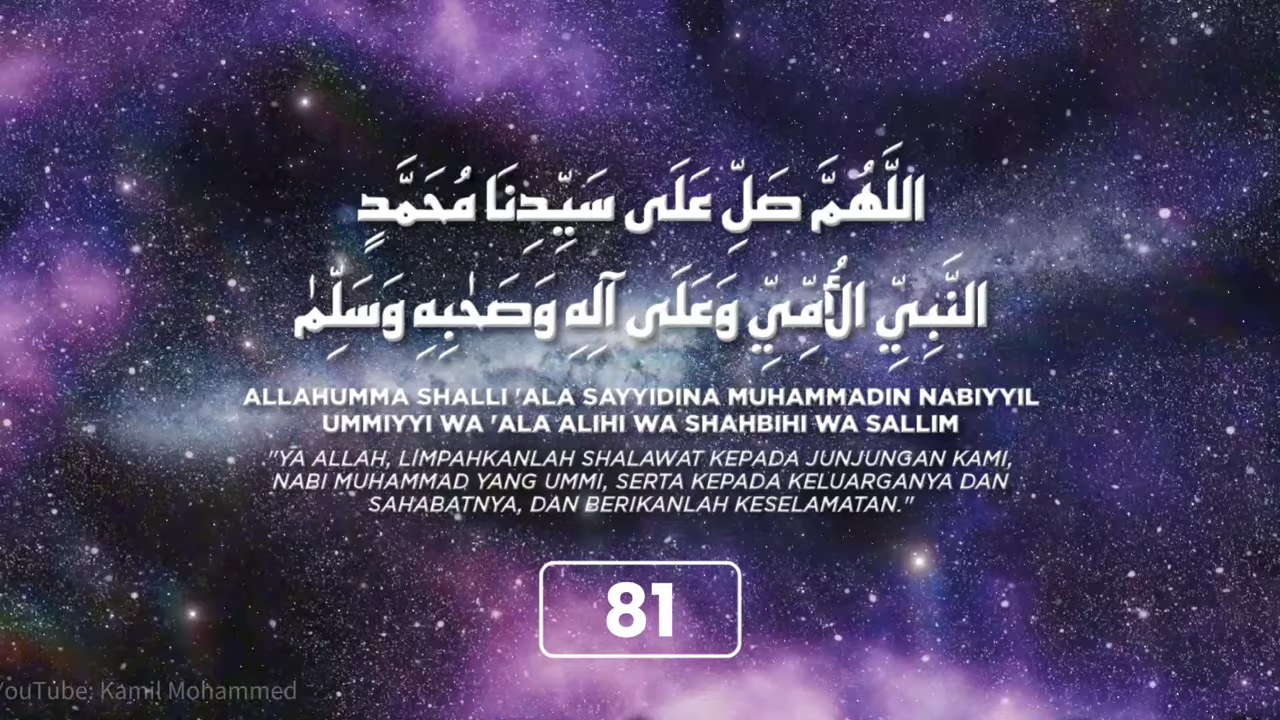 اللَّهُمَّ صَلِّ عَلَى سَيِّدِنَا مُحَمَّدٍ
النَّبِيِّ الأُمِّيِّ وَعَلَى آلِهِ وَصَحْبِهِ وَسَلِّمْ
ALLAHUMMA SHALLI 'ALA SAYYIDINA MUHAMMADIN NABIYYIL
UMMIYYI WA 'ALA ALIHI WA SHAHBIHI WA SALLIM
"YA ALLAH, LIMPAHKANLAH SHALAWAT KEPADA JUNJUNGAN KAMI,
NABI MUHAMMAD YANG UMMI, SERTA KEPADA KELUARGANYA DAN
SAHABATNYA, DAN BERIKANLAH KESELAMATAN."
81
YouTube: Kamil Mohammed